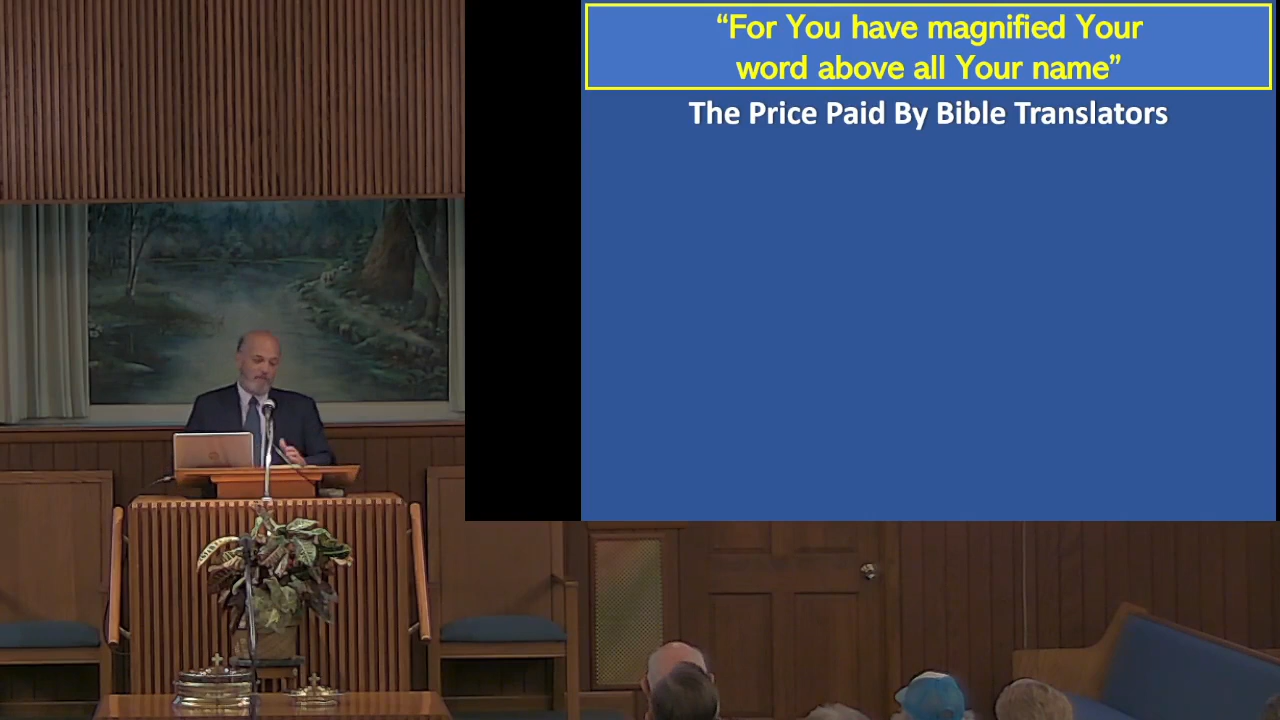 “For You have magnified Your
word above all Your name”
The Price Paid By Bible Translators